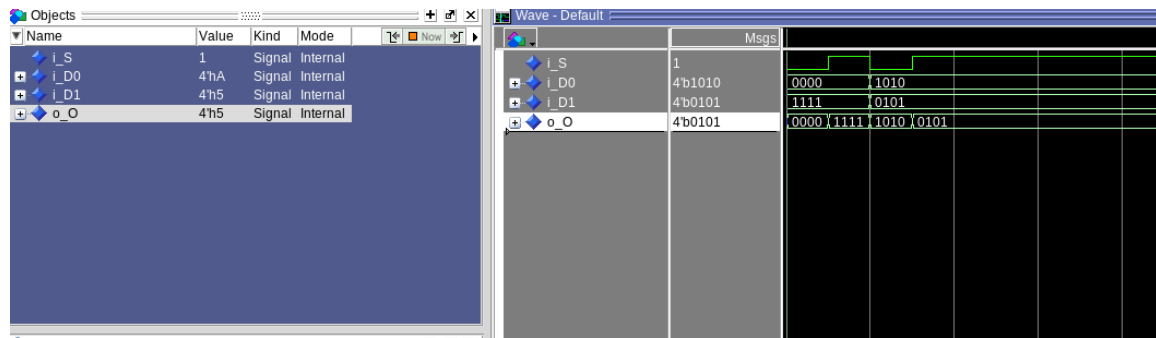 Objects
Name Value Kind Mode Now
i_S 1 Signal Internal
i_D0 4'hA Signal Internal
i_D1 4'h5 Signal Internal
o_O 4'h5 Signal Internal
Wave - Default
Msgs
i_S 1
i_D0 4'b1010 0000 1010
i_D1 4'b0101 1111 0101
o_O 4'b0101 0000 1111 1010 0101